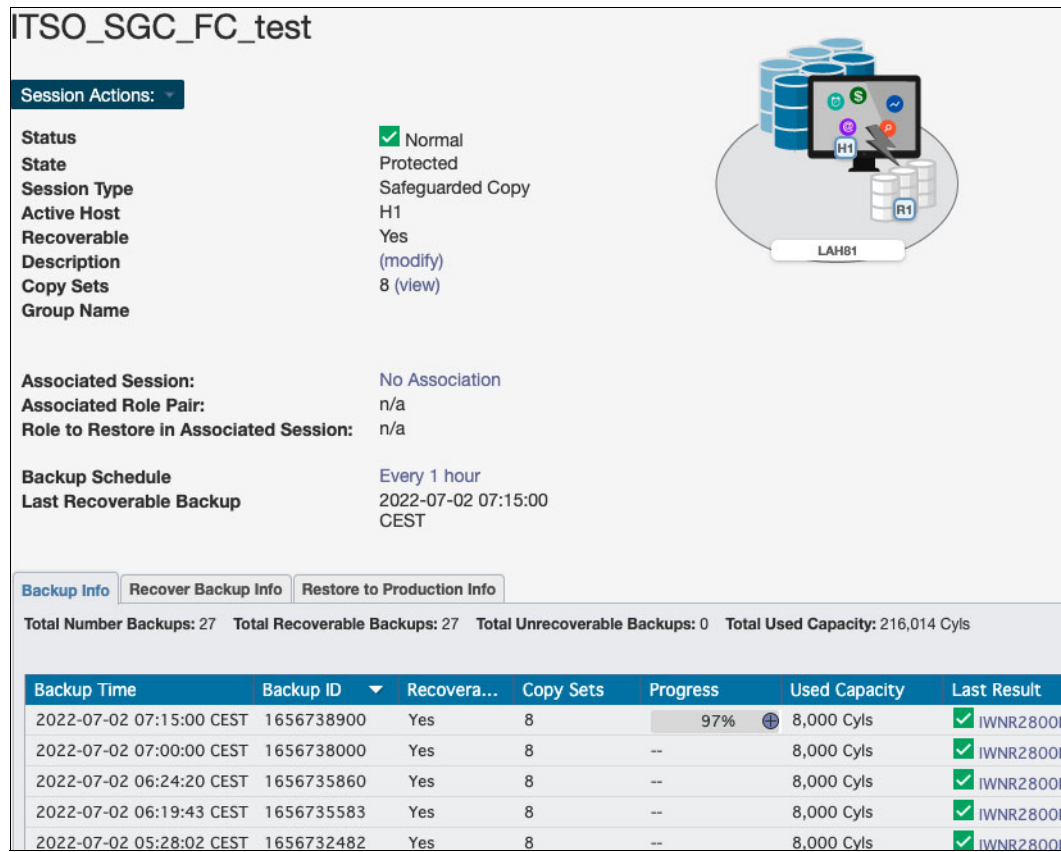 ITSO_SGC_FC_test
Session Actions:
Status Normal
State Protected
Session Type Safeguarded Copy
Active Host H1
Recoverable Yes
Description (modify)
Copy Sets 8 (view)
Group Name
H1
R1
LAH81
Associated Session: No Association
Associated Role Pair: n/a
Role to Restore in Associated Session: n/a
Backup Schedule Every 1 hour
Last Recoverable Backup 2022-07-02 07:15:00
CEST
Backup Info Recover Backup Info Restore to Production Info
Total Number Backups: 27 Total Recoverable Backups: 27 Total Unrecoverable Backups: 0 Total Used Capacity: 216,014 Cyls
Backup Time Backup ID Recovera... Copy Sets Progress Used Capacity Last Result
2022-07-02 07:15:00 CEST 1656738900 Yes 8 97% 8,000 Cyls IWNR2800
2022-07-02 07:00:00 CEST 1656738000 Yes 8 -- 8,000 Cyls IWNR2800
2022-07-02 06:24:20 CEST 1656735860 Yes 8 -- 8,000 Cyls IWNR2800
2022-07-02 06:19:43 CEST 1656735583 Yes 8 -- 8,000 Cyls IWNR2800
2022-07-02 05:28:02 CEST 1656732482 Yes 8 -- 8,000 Cyls IWNR2800